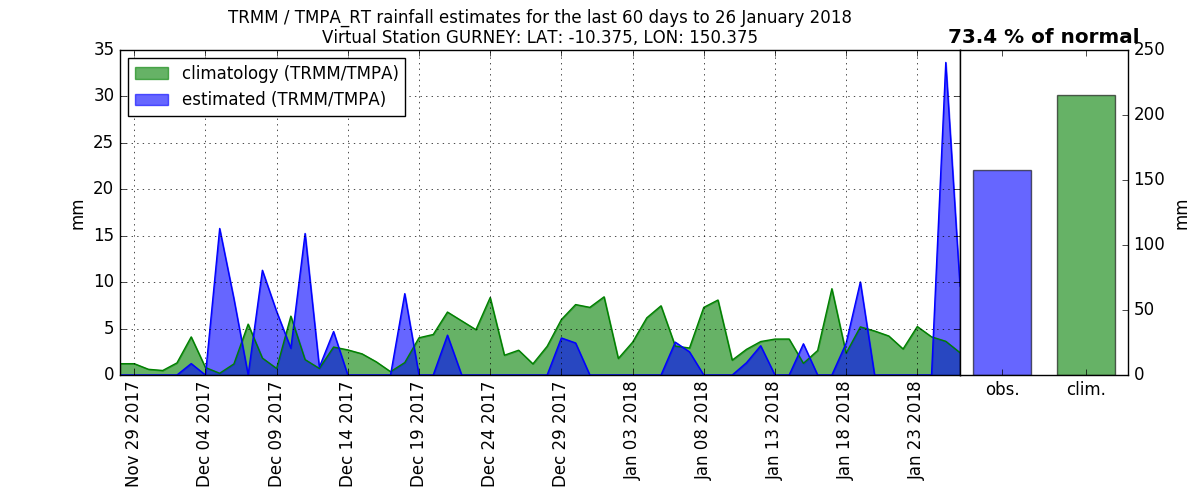 TRMM / TMPA_RT rainfall estimates for the last 60 days to 26 January 2018
Virtual Station GURNEY: LAT: -10.375, LON: 150.375
73.4 % of normal
climatology (TRMM/TMPA)
estimated (TRMM/TMPA)
mm
35
30
25
20
15
10
5
0
Nov 29 2017
Dec 04 2017
Dec 09 2017
Dec 14 2017
Dec 19 2017
Dec 24 2017
Dec 29 2017
Jan 03 2018
Jan 08 2018
Jan 13 2018
Jan 18 2018
Jan 23 2018
obs.
clim.
250
200
150
100
50
0
mm